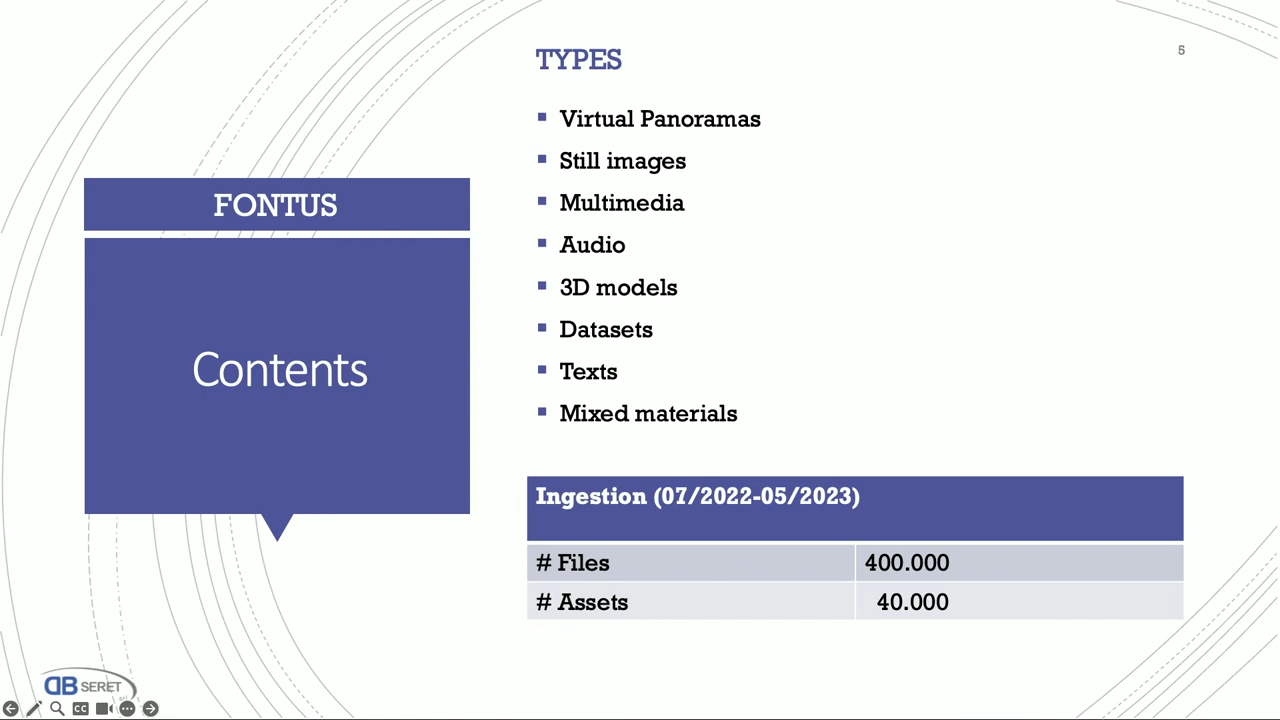 TYPES
5
Virtual Panoramas
Still images
Multimedia
Audio
3D models
Datasets
Texts
Mixed materials
FONTUS
Contents
Ingestion (07/2022-05/2023)
# Files 400.000
# Assets 40.000
DB SERET
CC